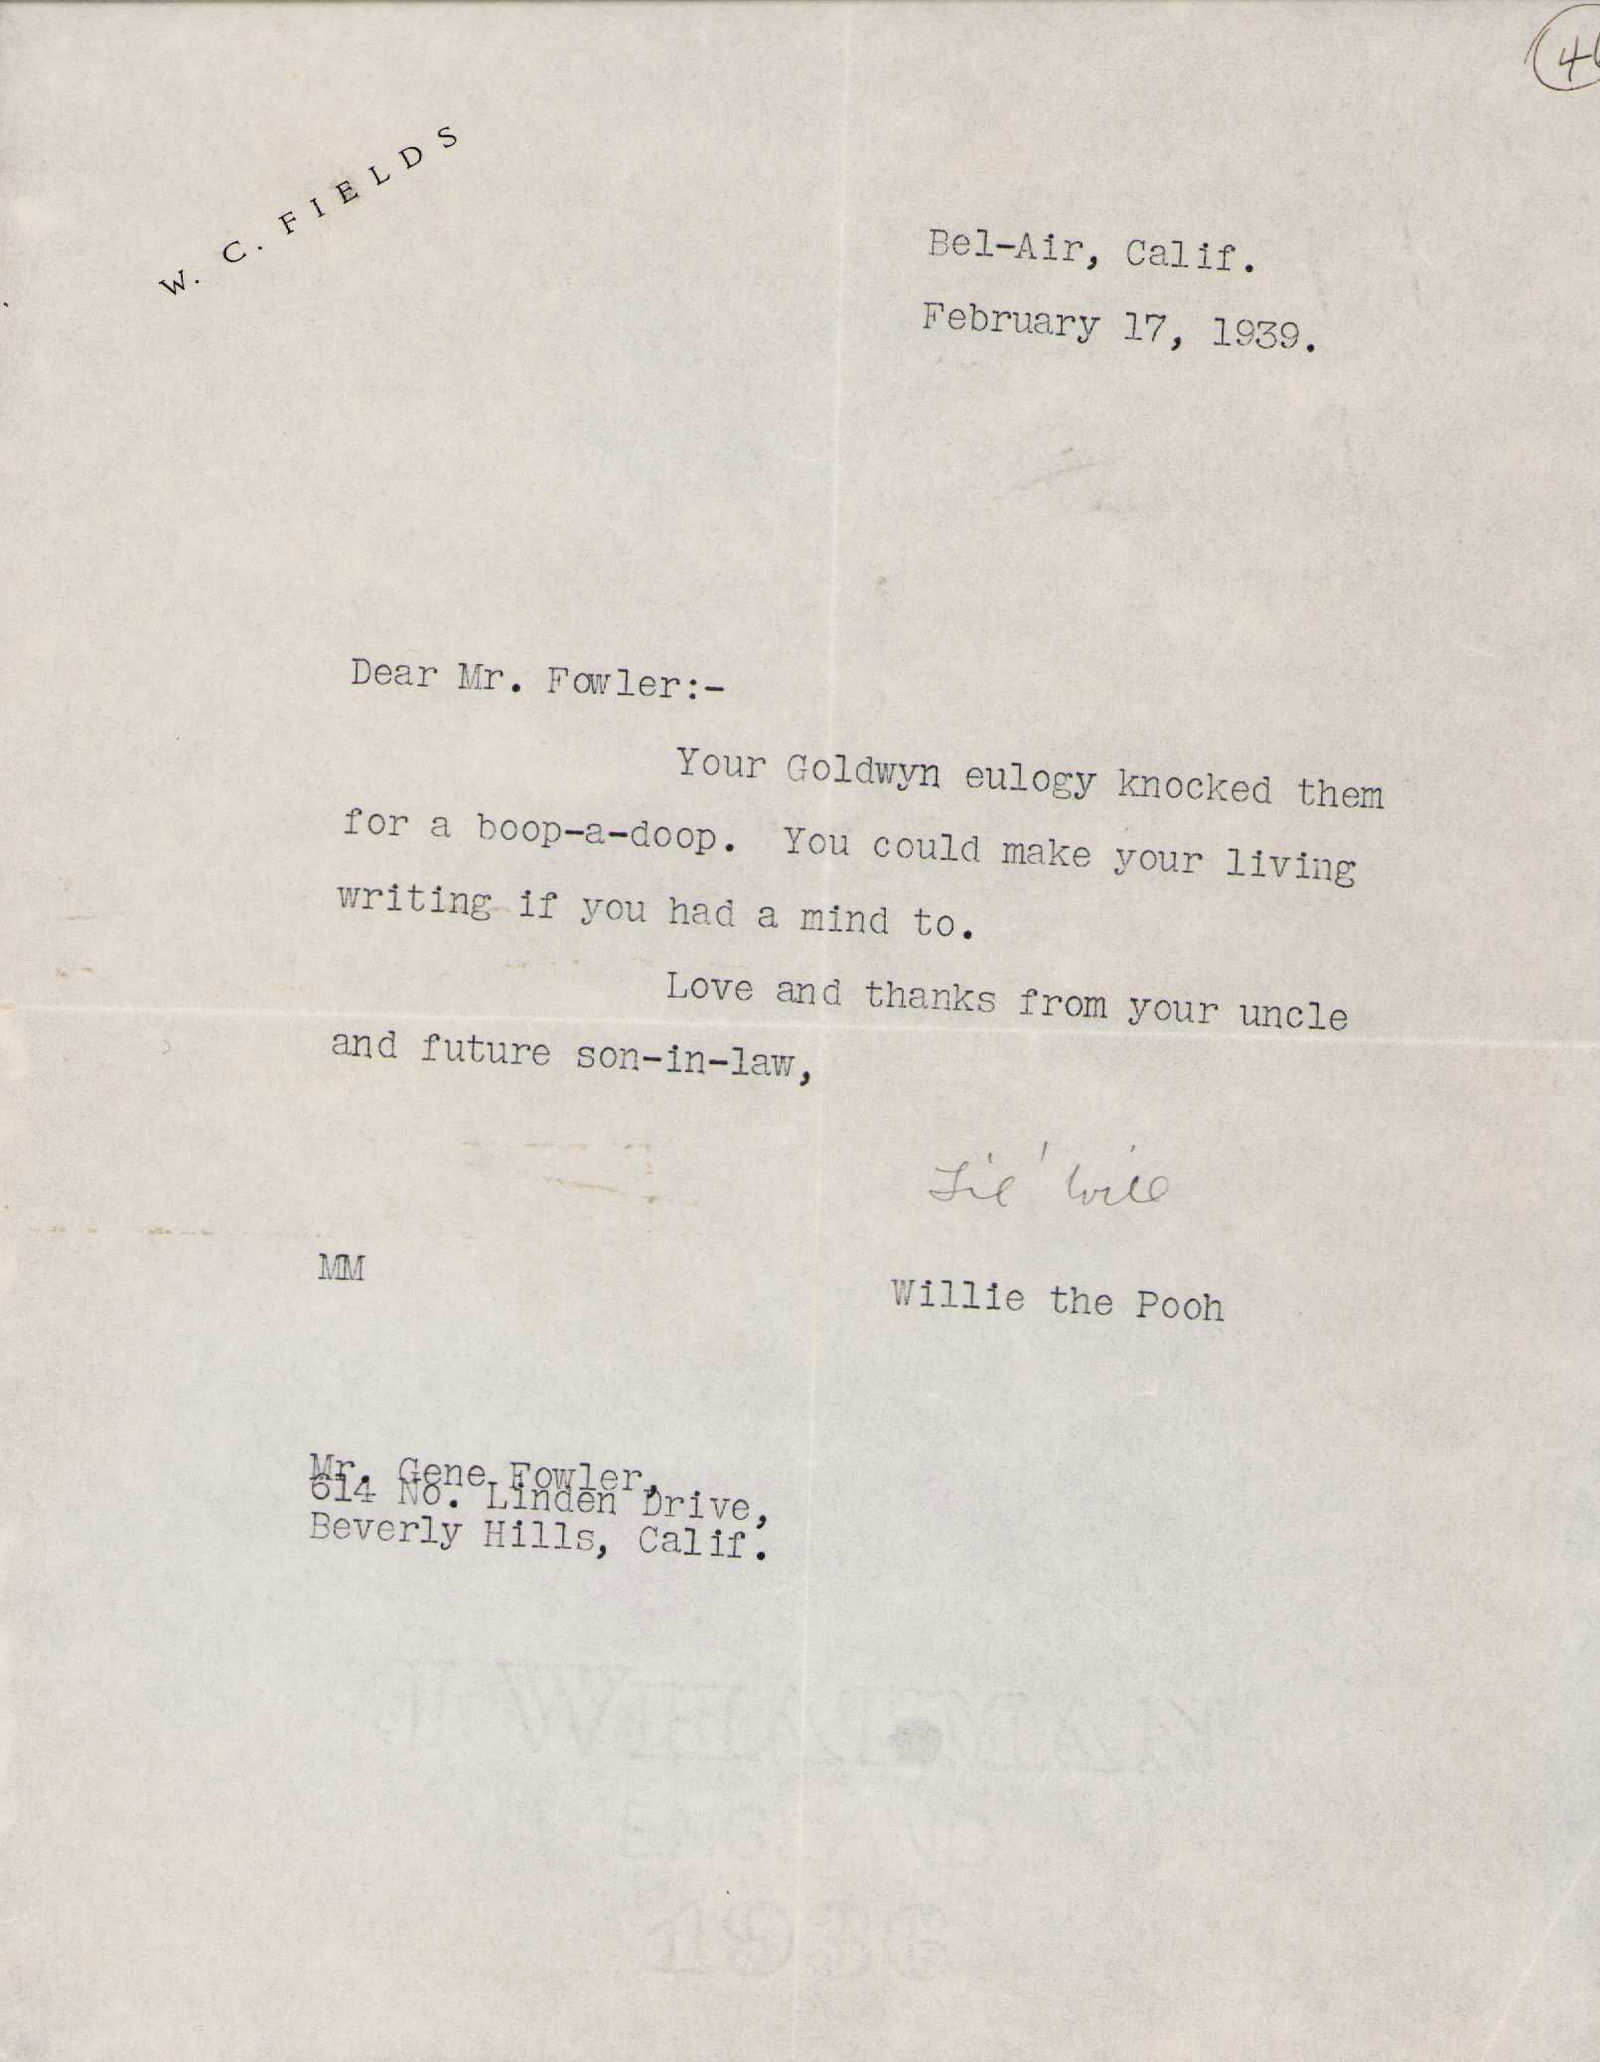 W. C. FIELDS
Bel-Air, Calif.
February 17, 1939.
Dear Mr. Fowler:-
Your Goldwyn eulogy knocked them
for a boop-a-doop. You could make your living
writing if you had a mind to.
Love and thanks from your uncle
and future son-in-law,
Lil' Will
MM
Willie the Pooh
Mr. Gene Fowler,
614 No. Linden Drive,
Beverly Hills, Calif.